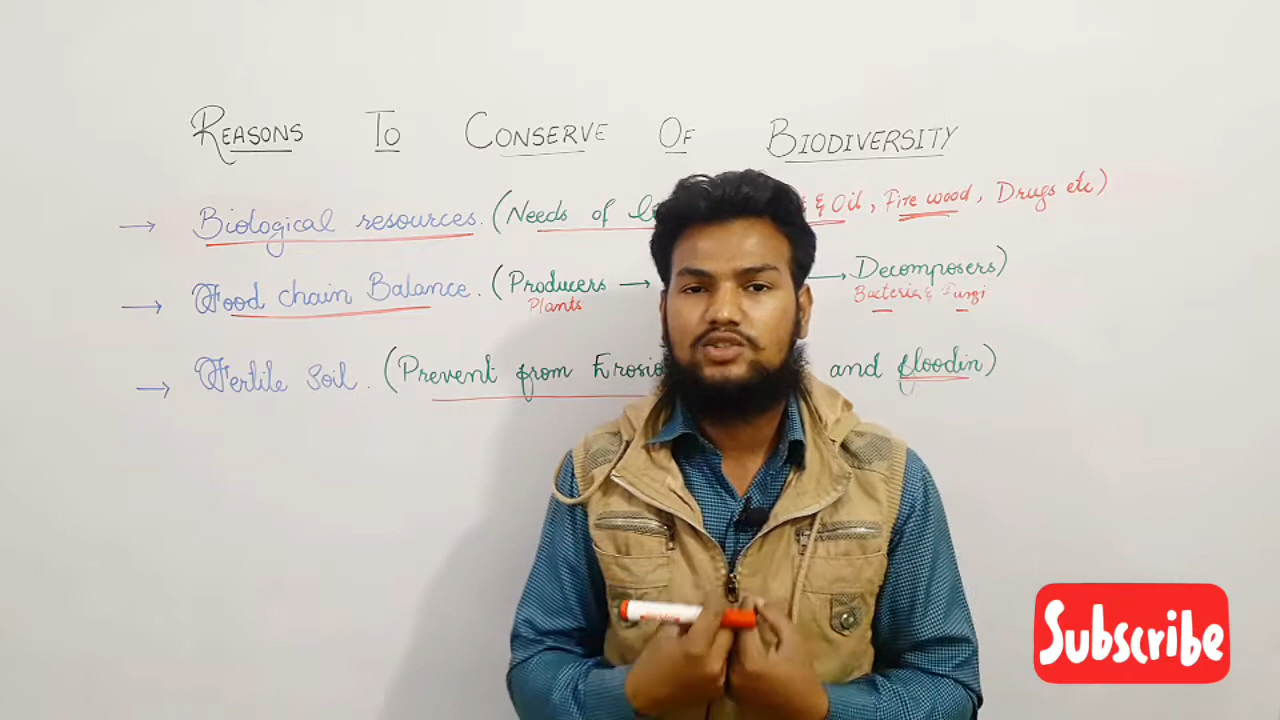 REASONS TO CONSERVE OF BIODIVERSITY
→ Biological resources. (Needs of & Oil, Fire wood, Drugs etc)
→ Food chain Balance. (Producers → → Decomposers)
Plants Bacteria & Fungi
→ Fertile Soil. (Prevent from and floodin)
Subscribe